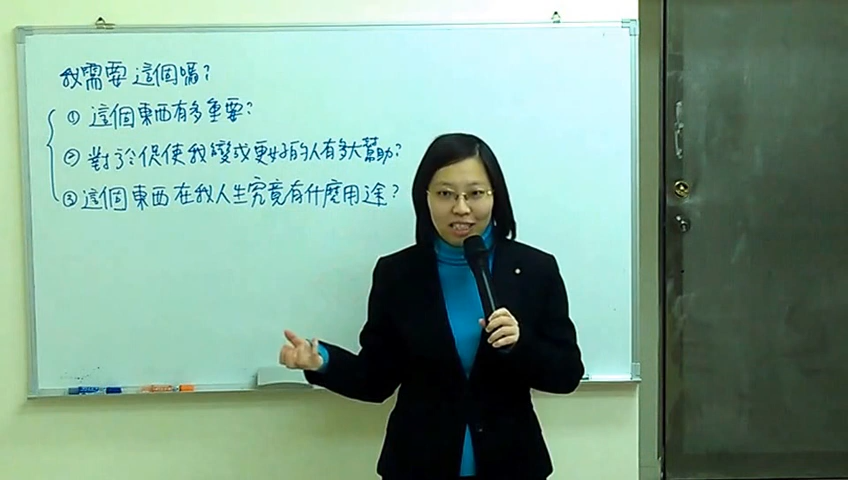 我需要這個嗎?
① 這個東西有多重要?
② 對於促使我變成更好的人有多大幫助?
③ 這個東西在我人生究竟有什麼用途?